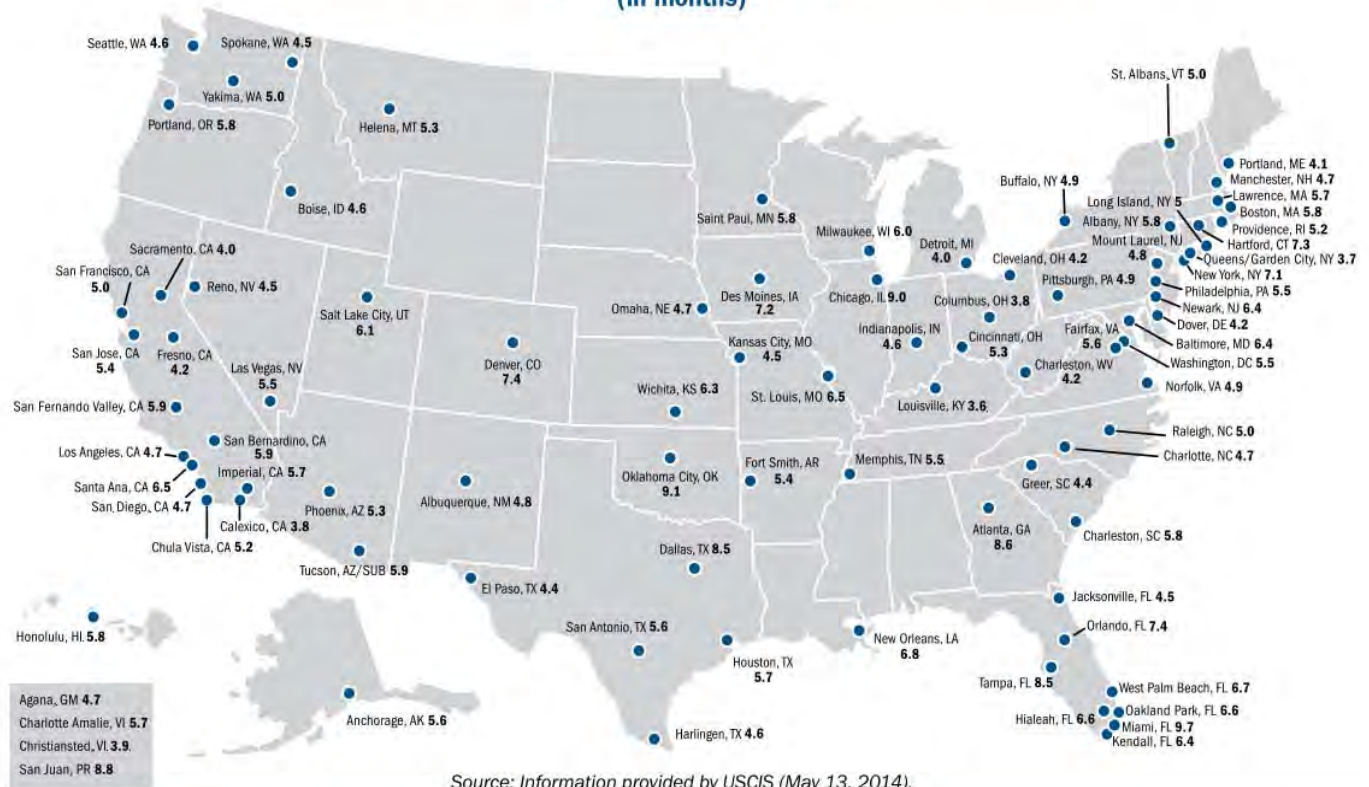 (in months)
Seattle, WA 4.6
Spokane, WA 4.5
Yakima, WA 5.0
Portland, OR 5.8
Helena, MT 5.3
Boise, ID 4.6
St. Albans, VT 5.0
Portland, ME 4.1
Manchester, NH 4.7
Lawrence, MA 5.7
Boston, MA 5.8
Providence, RI 5.2
Hartford, CT 7.3
Queens/Garden City, NY 3.7
New York, NY 7.1
Philadelphia, PA 5.5
Newark, NJ 6.4
Dover, DE 4.2
Baltimore, MD 6.4
Washington, DC 5.5
Norfolk, VA 4.9
Raleigh, NC 5.0
Charlotte, NC 4.7
Buffalo, NY 4.9
Long Island, NY 5
Albany, NY 5.8
Mount Laurel, NJ
4.8
Pittsburgh, PA 4.9
Cleveland, OH 4.2
Columbus, OH 3.8
Cincinnati, OH
5.3
Fairfax, VA
5.6
Charleston, WV
4.2
Saint Paul, MN 5.8
Milwaukee, WI 6.0
Detroit, MI
4.0
Chicago, IL 9.0
Indianapolis, IN
4.6
Louisville, KY 3.6
Des Moines, IA
7.2
Omaha, NE 4.7
Kansas City, MO
4.5
St. Louis, MO 6.5
Wichita, KS 6.3
Denver, CO
7.4
Salt Lake City, UT
6.1
Sacramento, CA 4.0
San Francisco, CA
5.0
Reno, NV 4.5
San Jose, CA
5.4
Fresno, CA
4.2
Las Vegas, NV
5.5
San Fernando Valley, CA 5.9
San Bernardino, CA
5.9
Los Angeles, CA 4.7
Imperial, CA 5.7
Santa Ana, CA 6.5
San Diego, CA 4.7
Calexico, CA 3.8
Chula Vista, CA 5.2
Phoenix, AZ 5.3
Tucson, AZ/SUB 5.9
Albuquerque, NM 4.8
Oklahoma City, OK
9.1
Fort Smith, AR
5.4
Memphis, TN 5.5
Greer, SC 4.4
Atlanta, GA
8.6
Charleston, SC 5.8
Dallas, TX 8.5
El Paso, TX 4.4
San Antonio, TX 5.6
Houston, TX
5.7
Harlingen, TX 4.6
New Orleans, LA
6.8
Jacksonville, FL 4.5
Orlando, FL 7.4
Tampa, FL 8.5
West Palm Beach, FL 6.7
Oakland Park, FL 6.6
Hialeah, FL 6.6
Miami, FL 9.7
Kendall, FL 6.4
Honolulu, HI 5.8
Anchorage, AK 5.6
Agana, GM 4.7
Charlotte Amalie, VI 5.7
Christiansted, VI 3.9
San Juan, PR 8.8
Source: Information provided by USCIS (May 13, 2014).